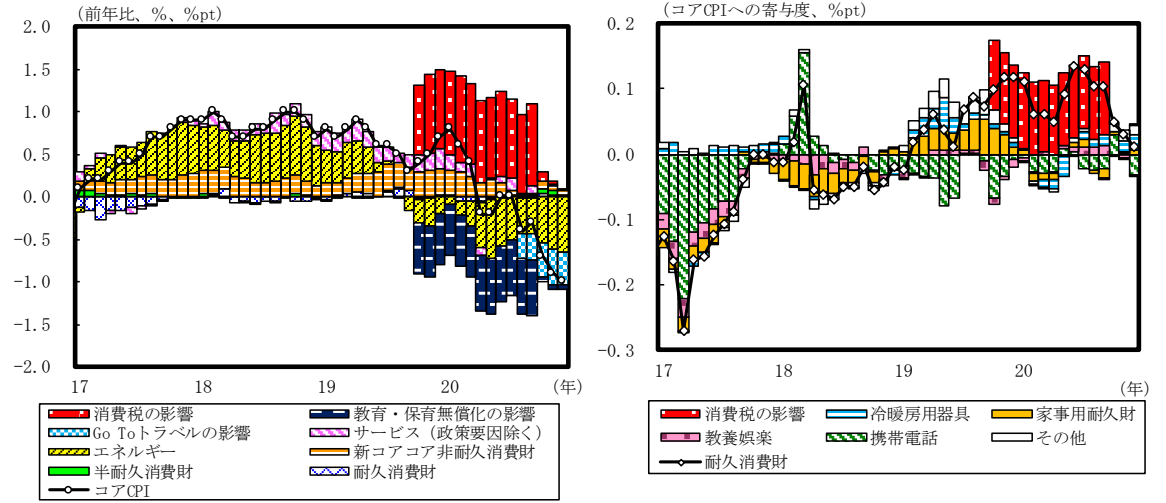 (前年比、%、%pt)
2.0
1.5
1.0
0.5
0.0
-0.5
-1.0
-1.5
-2.0
17 18 19 20 (年)
消費税の影響 教育・保育無償化の影響
Go Toトラベルの影響 サービス（政策要因除く）
エネルギー 新コアコア非耐久消費財
半耐久消費財 耐久消費財
コアCPI
(コアCPIへの寄与度、%pt)
0.2
0.1
0.0
-0.1
-0.2
-0.3
17 18 19 20 (年)
消費税の影響 冷暖房用器具 家事用耐久財
教養娯楽 携帯電話 その他
耐久消費財